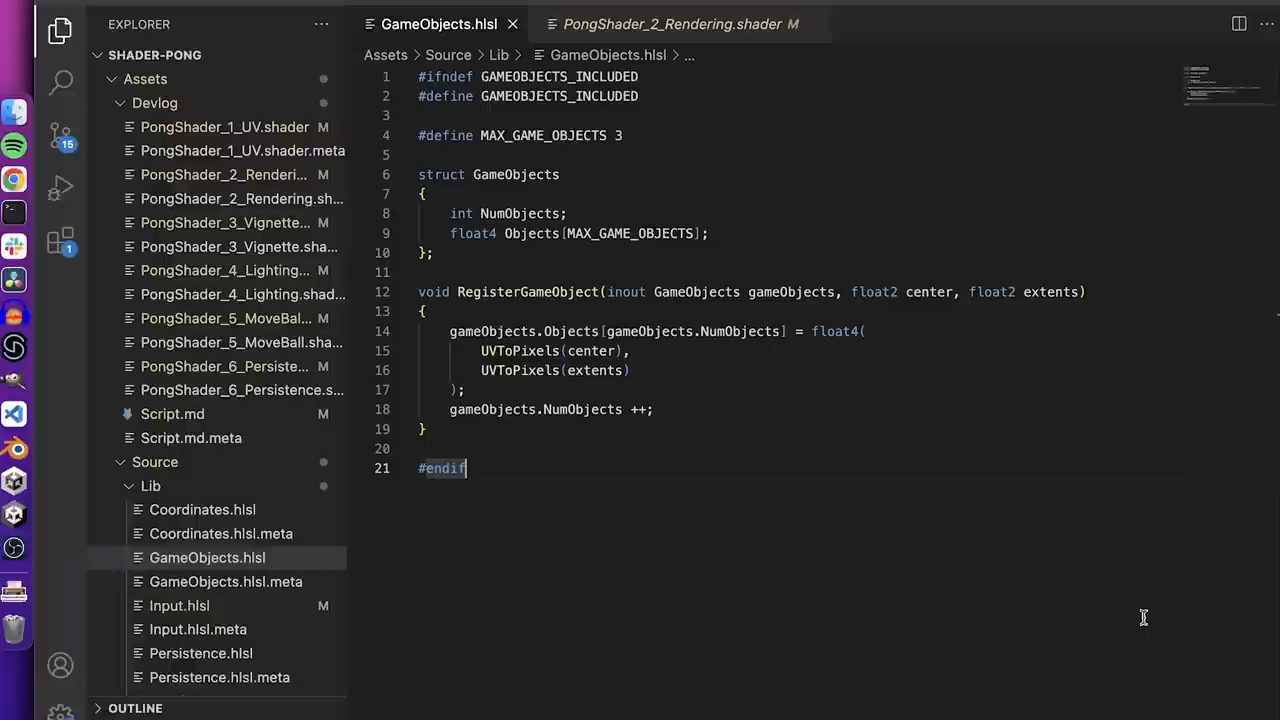 EXPLORER
SHADER-PONG
Assets
Devlog
PongShader_1_UV.shader M
PongShader_1_UV.shader.meta
PongShader_2_Renderi... M
PongShader_2_Rendering.sh...
PongShader_3_Vignette... M
PongShader_3_Vignette.sha...
PongShader_4_Lighting... M
PongShader_4_Lighting.shad...
PongShader_5_MoveBal... M
PongShader_5_MoveBall.sha...
PongShader_6_Persiste... M
PongShader_6_Persistence.s...
Script.md M
Script.md.meta
Source
Lib
Coordinates.hlsl
Coordinates.hlsl.meta
GameObjects.hlsl
GameObjects.hlsl.meta
Input.hlsl M
Input.hlsl.meta
Persistence.hlsl
Persistence.hlsl.meta
OUTLINE
15
1
GameObjects.hlsl
PongShader_2_Rendering.shader M
Assets > Source > Lib > GameObjects.hlsl > ...
1 #ifndef GAMEOBJECTS_INCLUDED
2 #define GAMEOBJECTS_INCLUDED
3
4 #define MAX_GAME_OBJECTS 3
5
6 struct GameObjects
7 {
8 int NumObjects;
9 float4 Objects[MAX_GAME_OBJECTS];
10 };
11
12 void RegisterGameObject(inout GameObjects gameObjects, float2 center, float2 extents)
13 {
14 gameObjects.Objects[gameObjects.NumObjects] = float4(
15 UVToPixels(center),
16 UVToPixels(extents)
17 );
18 gameObjects.NumObjects ++;
19 }
20
21 #endif